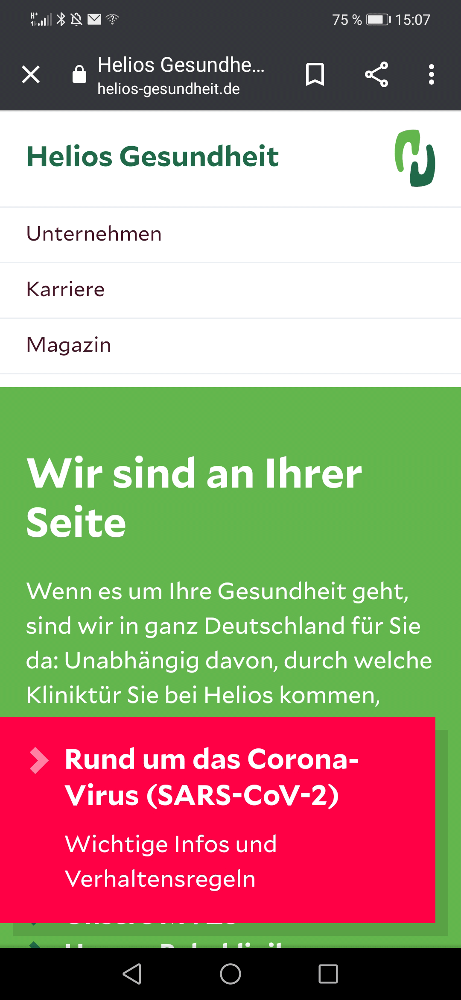 H+
75 % 15:07
Helios Gesundhe...
helios-gesundheit.de
Helios Gesundheit
Unternehmen
Karriere
Magazin
Wir sind an Ihrer
Seite
Wenn es um Ihre Gesundheit geht,
sind wir in ganz Deutschland für Sie
da: Unabhängig davon, durch welche
Kliniktür Sie bei Helios kommen,
Rund um das Corona-
Virus (SARS-CoV-2)
Wichtige Infos und
Verhaltensregeln